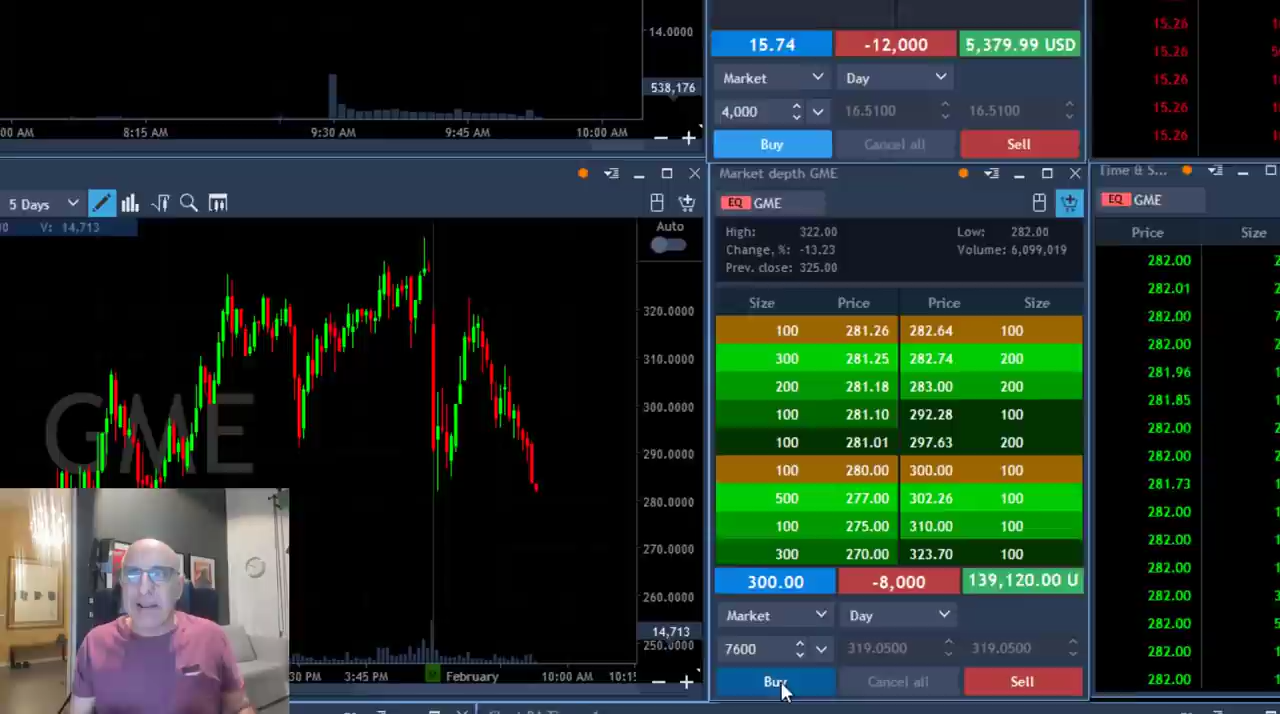 14.0000
538,176
:00 AM
8:15 AM
9:30 AM
9:45 AM
10:00 AM
15.74
-12,000
5,379.99 USD
Market
Day
4,000
16.5100
16.5100
Buy
Cancel all
Sell
15.26
15.26
15.26
15.26
15.26
5 Days
V: 14,713
Auto
320.0000
310.0000
300.0000
290.0000
280.0000
270.0000
260.0000
14,713
250.0000
GME
3:45 PM
February
10:00 AM
10:15
Market depth GME
EQ GME
High: 322.00
Low: 282.00
Change, %: -13.23
Volume: 6,099,019
Prev. close: 325.00
Size Price Price Size
100 281.26 282.64 100
300 281.25 282.74 200
200 281.18 283.00 200
100 281.10 292.28 100
100 281.01 297.63 200
100 280.00 300.00 100
500 277.00 302.26 100
100 275.00 310.00 100
300 270.00 323.70 100
300.00
-8,000
139,120.00 U
Market
Day
7600
319.0500
319.0500
Buy
Cancel all
Sell
Time & S...
EQ GME
Price Size
282.00
282.01
282.00
282.00
281.96
281.85
282.00
282.00
281.73
282.00
282.00
282.00
282.00
282.00
282.00
282.00